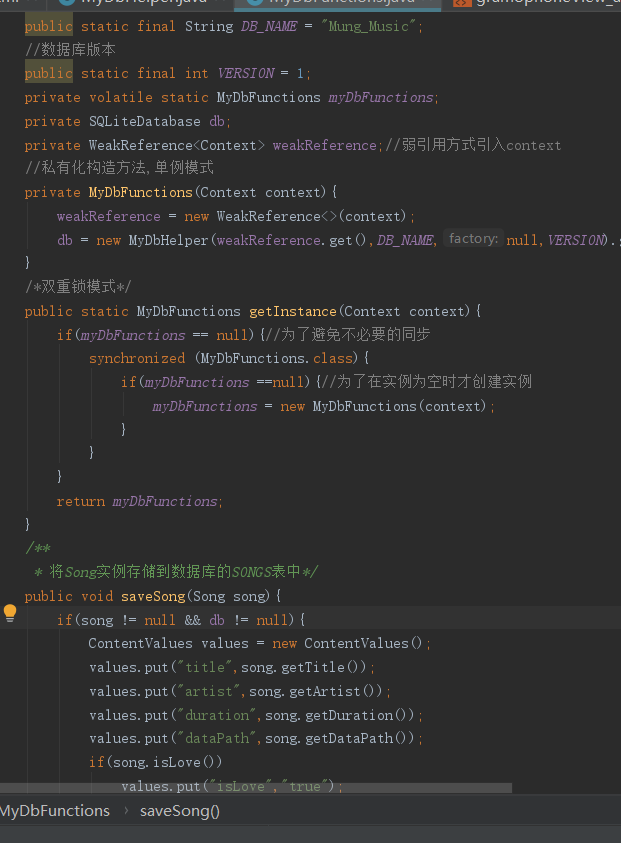 MyDbHelper.java
MyDbFunctions.java
public static final String DB_NAME = "Mung_Music";
//数据库版本
public static final int VERSION = 1;
private volatile static MyDbFunctions myDbFunctions;
private SQLiteDatabase db;
private WeakReference<Context> weakReference;//弱引用方式引入context
//私有化构造方法,单例模式
private MyDbFunctions(Context context){
weakReference = new WeakReference<>(context);
db = new MyDbHelper(weakReference.get(),DB_NAME, factory: null,VERSION).
}
/*双重锁模式*/
public static MyDbFunctions getInstance(Context context){
if(myDbFunctions == null){//为了避免不必要的同步
synchronized (MyDbFunctions.class){
if(myDbFunctions ==null){//为了在实例为空时才创建实例
myDbFunctions = new MyDbFunctions(context);
}
}
}
return myDbFunctions;
}
/**
* 将Song实例存储到数据库的SONGS表中*/
public void saveSong(Song song){
if(song != null && db != null){
ContentValues values = new ContentValues();
values.put("title",song.getTitle());
values.put("artist",song.getArtist());
values.put("duration",song.getDuration());
values.put("dataPath",song.getDataPath());
if(song.isLove())
values.put("isLove","true");
MyDbFunctions › saveSong()